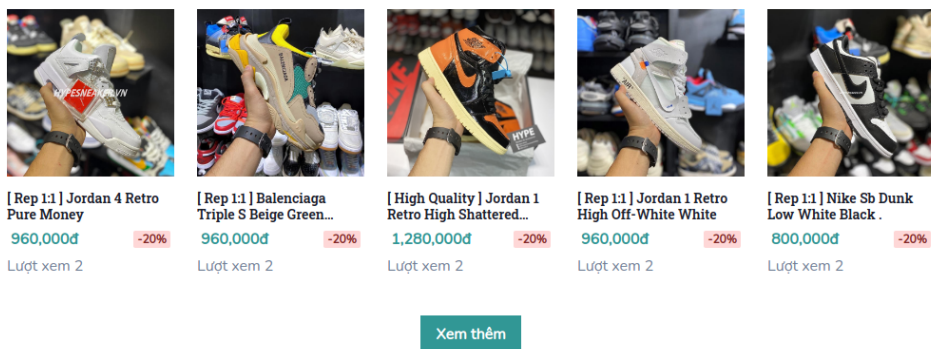 HYPESNEAKER.VN
BALENCIAGA
HYPE
[ Rep 1:1 ] Jordan 4 Retro
Pure Money
960,000đ
-20%
Lượt xem 2
[ Rep 1:1 ] Balenciaga
Triple S Beige Green...
960,000đ
-20%
Lượt xem 2
[ High Quality ] Jordan 1
Retro High Shattered...
1,280,000đ
-20%
Lượt xem 2
[ Rep 1:1 ] Jordan 1 Retro
High Off-White White
960,000đ
-20%
Lượt xem 2
[ Rep 1:1 ] Nike Sb Dunk
Low White Black .
800,000đ
-20%
Lượt xem 2
Xem thêm